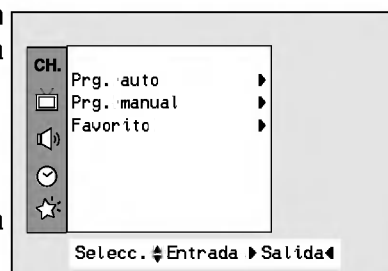 CH.
Prg. auto
Prg. manual
Favorito
Selecc. Entrada Salida